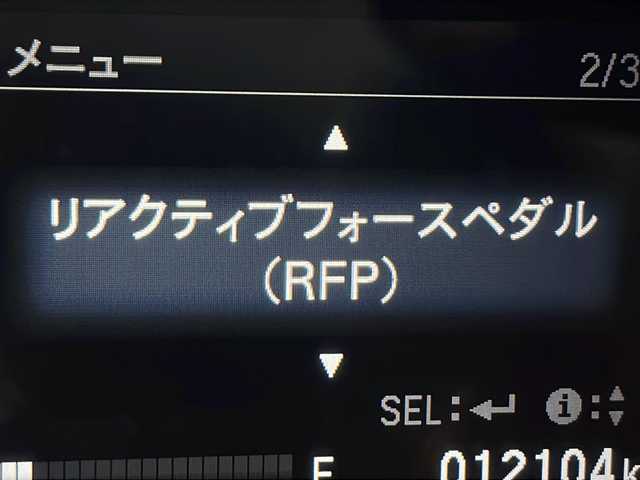 メニュー
2/3
▲
リアクティブフォースペダル
(RFP)
▼
SEL:↵ i:
F 012104k